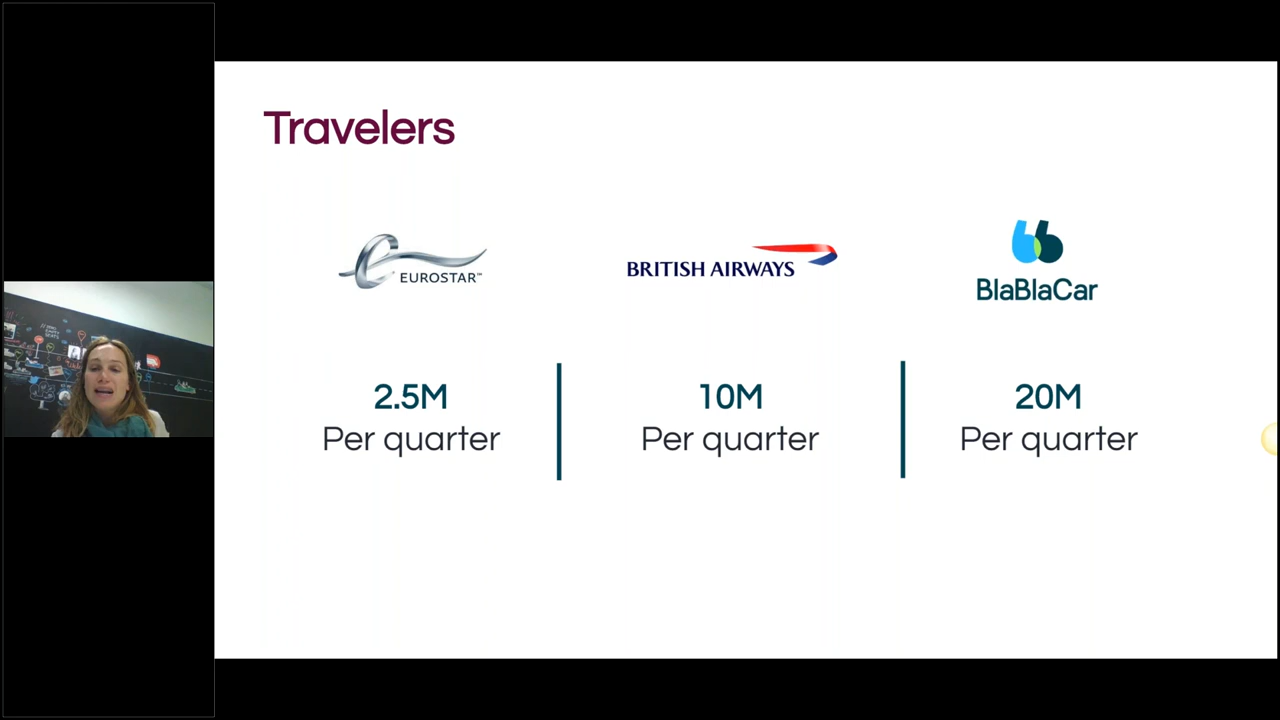 Travelers
EUROSTAR™
BRITISH AIRWAYS
BlaBlaCar
2.5M
Per quarter
10M
Per quarter
20M
Per quarter